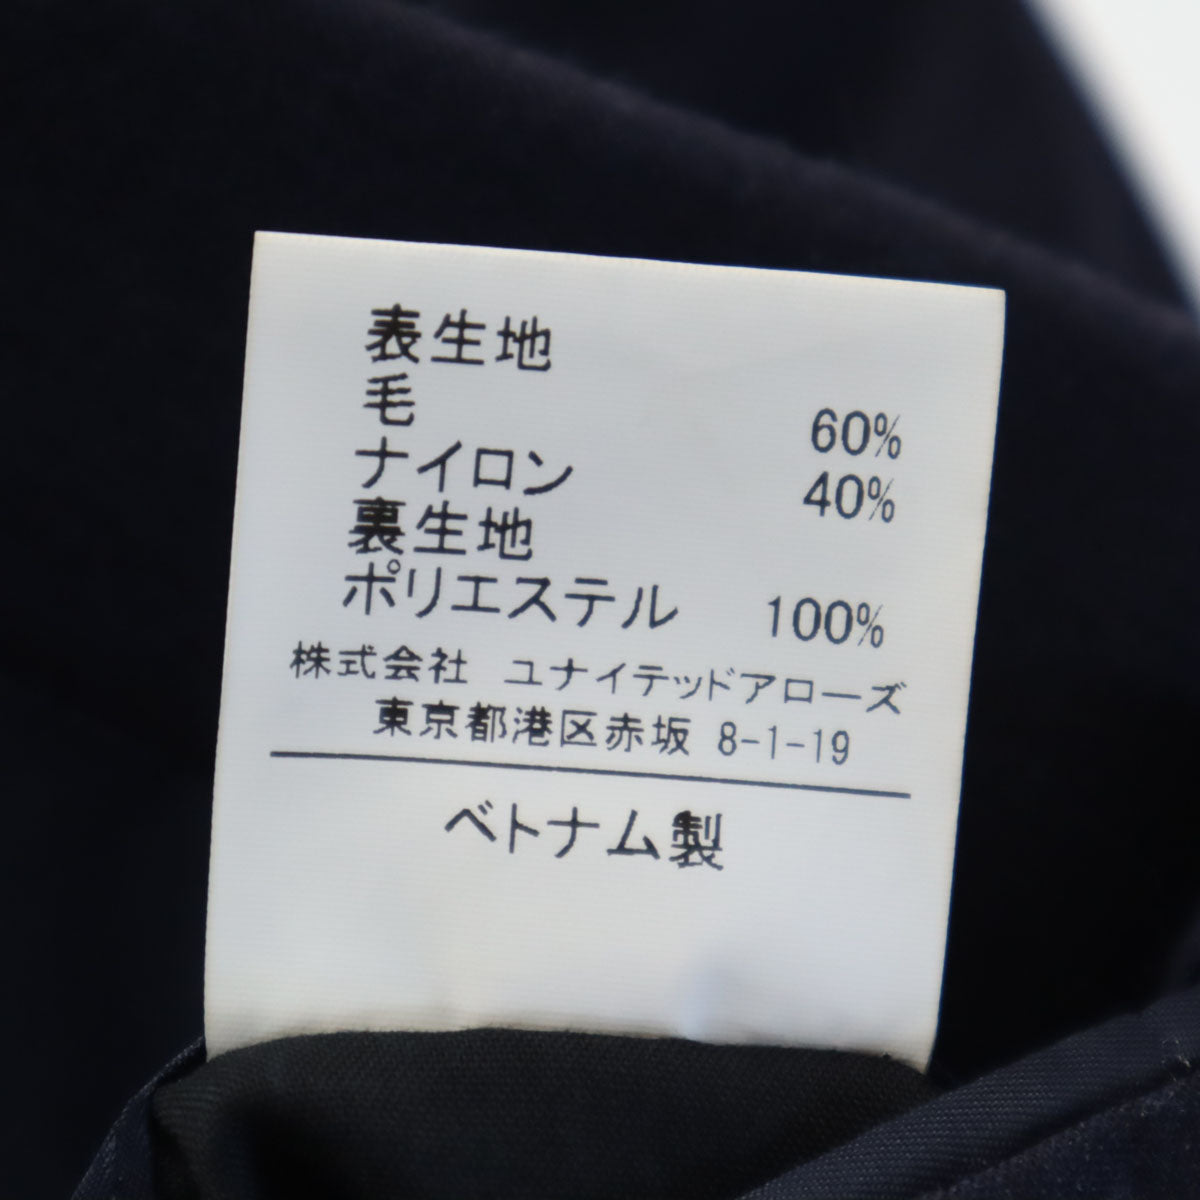 表生地
毛 60%
ナイロン 40%
裏生地
ポリエステル 100%
株式会社 ユナイテッドアローズ
東京都港区赤坂 8-1-19
ベトナム製